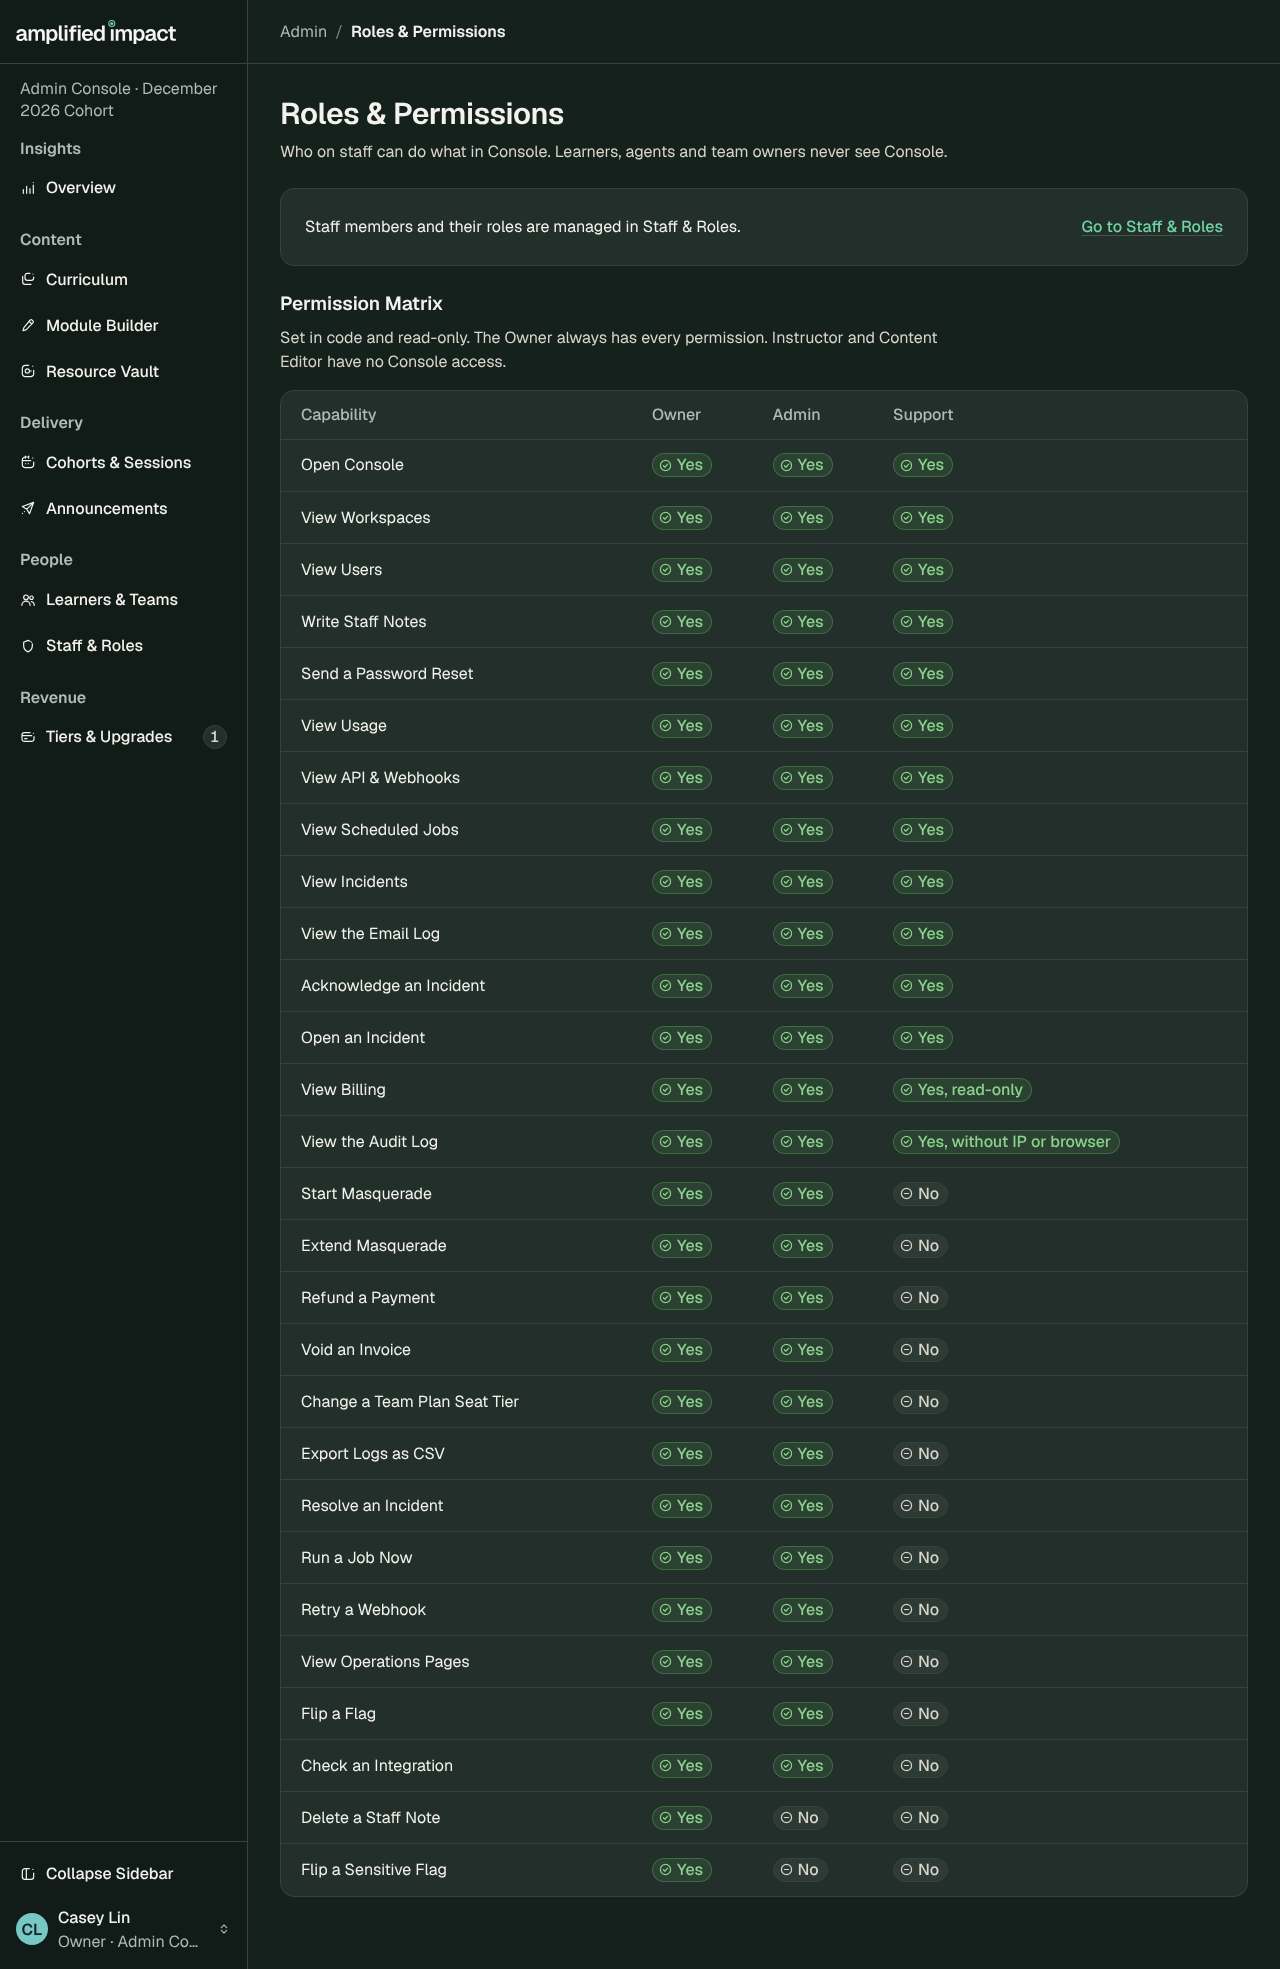 amplified impact
Admin Console · December
2026 Cohort
Insights
Overview
Content
Curriculum
Module Builder
Resource Vault
Delivery
Cohorts & Sessions
Announcements
People
Learners & Teams
Staff & Roles
Revenue
Tiers & Upgrades 1
Collapse Sidebar
CL Casey Lin
Owner · Admin Co…
Admin / Roles & Permissions
Roles & Permissions
Who on staff can do what in Console. Learners, agents and team owners never see Console.
Staff members and their roles are managed in Staff & Roles. Go to Staff & Roles
Permission Matrix
Set in code and read-only. The Owner always has every permission. Instructor and Content
Editor have no Console access.
Capability Owner Admin Support
Open Console Yes Yes Yes
View Workspaces Yes Yes Yes
View Users Yes Yes Yes
Write Staff Notes Yes Yes Yes
Send a Password Reset Yes Yes Yes
View Usage Yes Yes Yes
View API & Webhooks Yes Yes Yes
View Scheduled Jobs Yes Yes Yes
View Incidents Yes Yes Yes
View the Email Log Yes Yes Yes
Acknowledge an Incident Yes Yes Yes
Open an Incident Yes Yes Yes
View Billing Yes Yes Yes, read-only
View the Audit Log Yes Yes Yes, without IP or browser
Start Masquerade Yes Yes No
Extend Masquerade Yes Yes No
Refund a Payment Yes Yes No
Void an Invoice Yes Yes No
Change a Team Plan Seat Tier Yes Yes No
Export Logs as CSV Yes Yes No
Resolve an Incident Yes Yes No
Run a Job Now Yes Yes No
Retry a Webhook Yes Yes No
View Operations Pages Yes Yes No
Flip a Flag Yes Yes No
Check an Integration Yes Yes No
Delete a Staff Note Yes No No
Flip a Sensitive Flag Yes No No